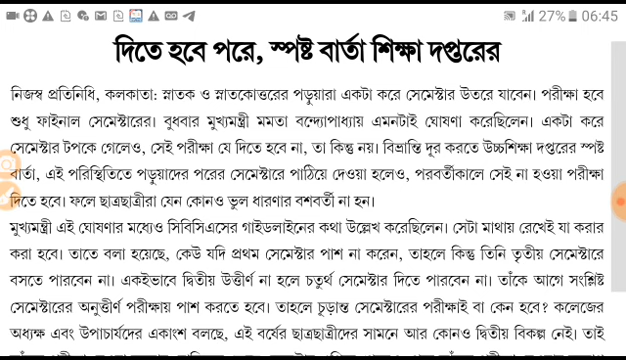 27% 06:45
দিতে হবে পরে, স্পষ্ট বার্তা শিক্ষা দপ্তরের
নিজস্ব প্রতিনিধি, কলকাতা: স্নাতক ও স্নাতকোত্তরের পড়ুয়ারা একটা করে সেমেস্টার উতরে যাবেন। পরীক্ষা হবে
শুধু ফাইনাল সেমেস্টারের। বুধবার মুখ্যমন্ত্রী মমতা বন্দ্যোপাধ্যায় এমনটাই ঘোষণা করেছিলেন। একটা করে
সেমেস্টার টপকে গেলেও, সেই পরীক্ষা যে দিতে হবে না, তা কিন্তু নয়। বিভ্রান্তি দূর করতে উচ্চশিক্ষা দপ্তরের স্পষ্ট
বার্তা, এই পরিস্থিতিতে পড়ুয়াদের পরের সেমেস্টারে পাঠিয়ে দেওয়া হলেও, পরবর্তীকালে সেই না হওয়া পরীক্ষা
দিতে হবে। ফলে ছাত্রছাত্রীরা যেন কোনও ভুল ধারণার বশবর্তী না হন।
মুখ্যমন্ত্রী এই ঘোষণার মধ্যেও সিবিসিএসের গাইডলাইনের কথা উল্লেখ করেছিলেন। সেটা মাথায় রেখেই যা করার
করা হবে। তাতে বলা হয়েছে, কেউ যদি প্রথম সেমেস্টার পাশ না করেন, তাহলে কিন্তু তিনি তৃতীয় সেমেস্টারে
বসতে পারবেন না। একইভাবে দ্বিতীয় উত্তীর্ণ না হলে চতুর্থ সেমেস্টার দিতে পারবেন না। তাঁকে আগে সংশ্লিষ্ট
সেমেস্টারের অনুত্তীর্ণ পরীক্ষায় পাশ করতে হবে। তাহলে চূড়ান্ত সেমেস্টারের পরীক্ষাই বা কেন হবে? কলেজের
অধ্যক্ষ এবং উপাচার্যদের একাংশ বলছে, এই বর্ষের ছাত্রছাত্রীদের সামনে আর কোনও দ্বিতীয় বিকল্প নেই। তাই